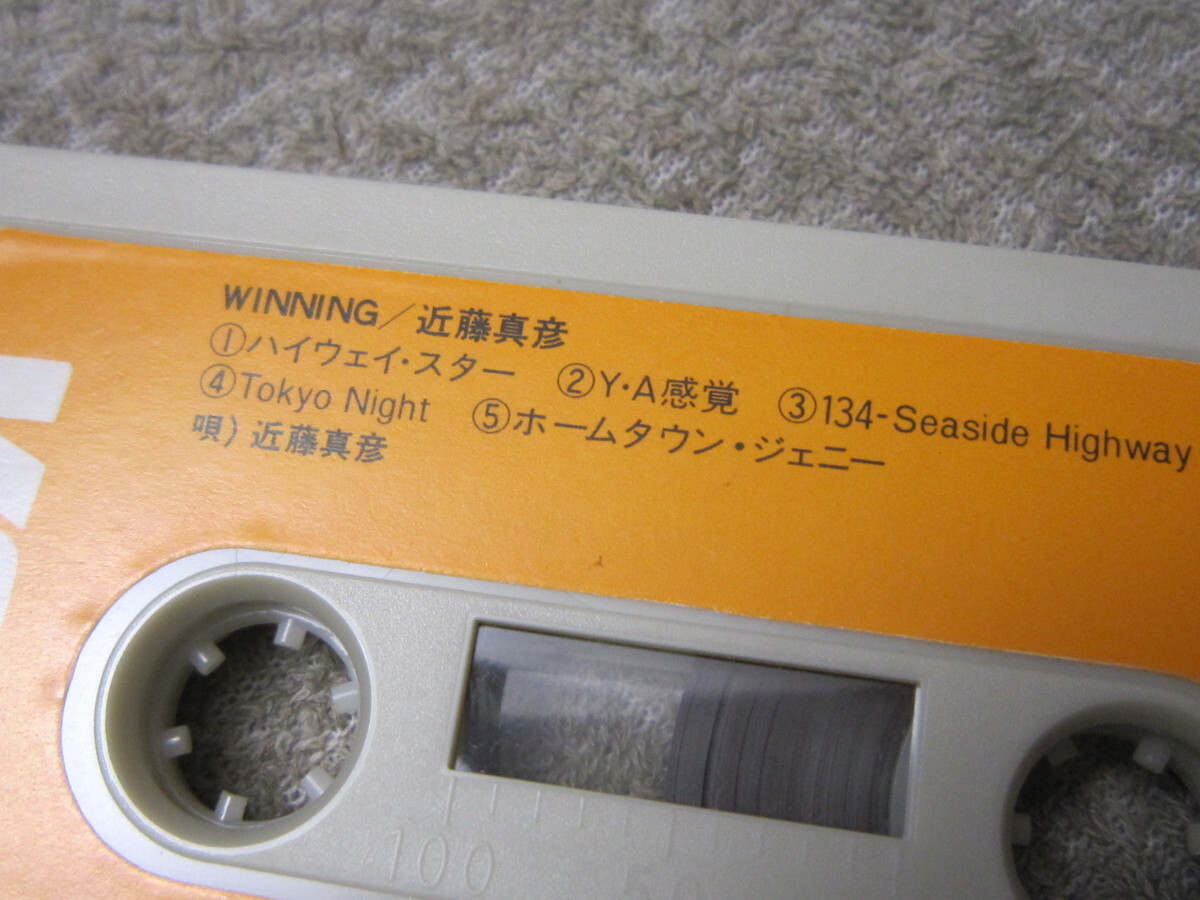 WINNING／近藤真彦
①ハイウェイ・スター ②Y・A感覚 ③134-Seaside Highway
④Tokyo Night ⑤ホームタウン・ジェニー
唄）近藤真彦
100